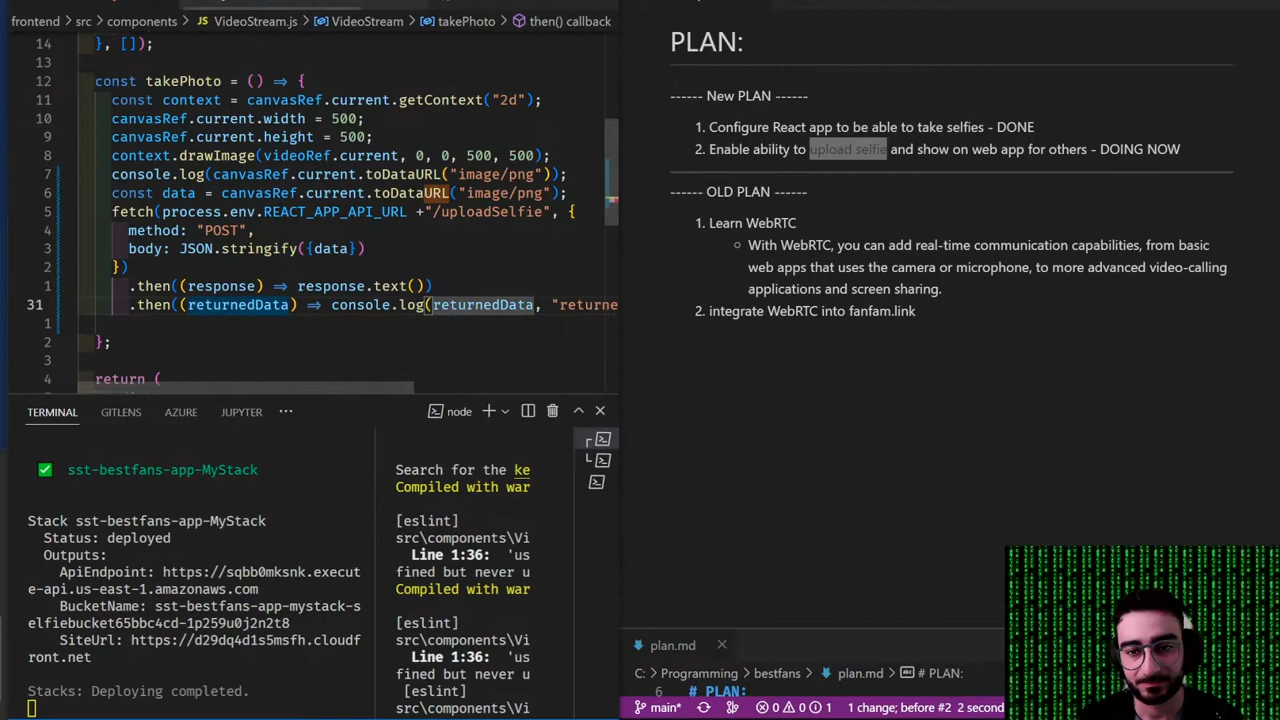 frontend > src > components > JS VideoStream.js > VideoStream > takePhoto > then() callback
14 }, []);
13
12 const takePhoto = () => {
11 const context = canvasRef.current.getContext("2d");
10 canvasRef.current.width = 500;
9 canvasRef.current.height = 500;
8 context.drawImage(videoRef.current, 0, 0, 500, 500);
7 console.log(canvasRef.current.toDataURL("image/png"));
6 const data = canvasRef.current.toDataURL("image/png");
5 fetch(process.env.REACT_APP_API_URL +"/uploadSelfie", {
4 method: "POST",
3 body: JSON.stringify({data})
2 })
1 .then((response) => response.text())
31 .then((returnedData) => console.log(returnedData, "returne
1
2 };
3
4 return (
TERMINAL GITLENS AZURE JUPYTER ... node
✅ sst-bestfans-app-MyStack
Stack sst-bestfans-app-MyStack
Status: deployed
Outputs:
ApiEndpoint: https://sqbb0mksnk.execut
e-api.us-east-1.amazonaws.com
BucketName: sst-bestfans-app-mystack-s
elfiebucket65bbc4cd-1p259u0j2n2t8
SiteUrl: https://d29dq4d1s5msfh.cloudf
ront.net
Stacks: Deploying completed.
Search for the ke
Compiled with war
[eslint]
src\components\Vi
Line 1:36: 'us
fined but never u
Compiled with war
[eslint]
src\components\Vi
Line 1:36: 'us
fined but never u
[eslint]
src\components\Vi
PLAN:
------ New PLAN ------
1. Configure React app to be able to take selfies - DONE
2. Enable ability to upload selfie and show on web app for others - DOING NOW
------ OLD PLAN ------
1. Learn WebRTC
○ With WebRTC, you can add real-time communication capabilities, from basic
web apps that uses the camera or microphone, to more advanced video-calling
applications and screen sharing.
2. integrate WebRTC into fanfam.link
plan.md
C: > Programming > bestfans > plan.md > # PLAN:
6 # PLAN:
main* 0 0 1 1 change; before #2 2 second